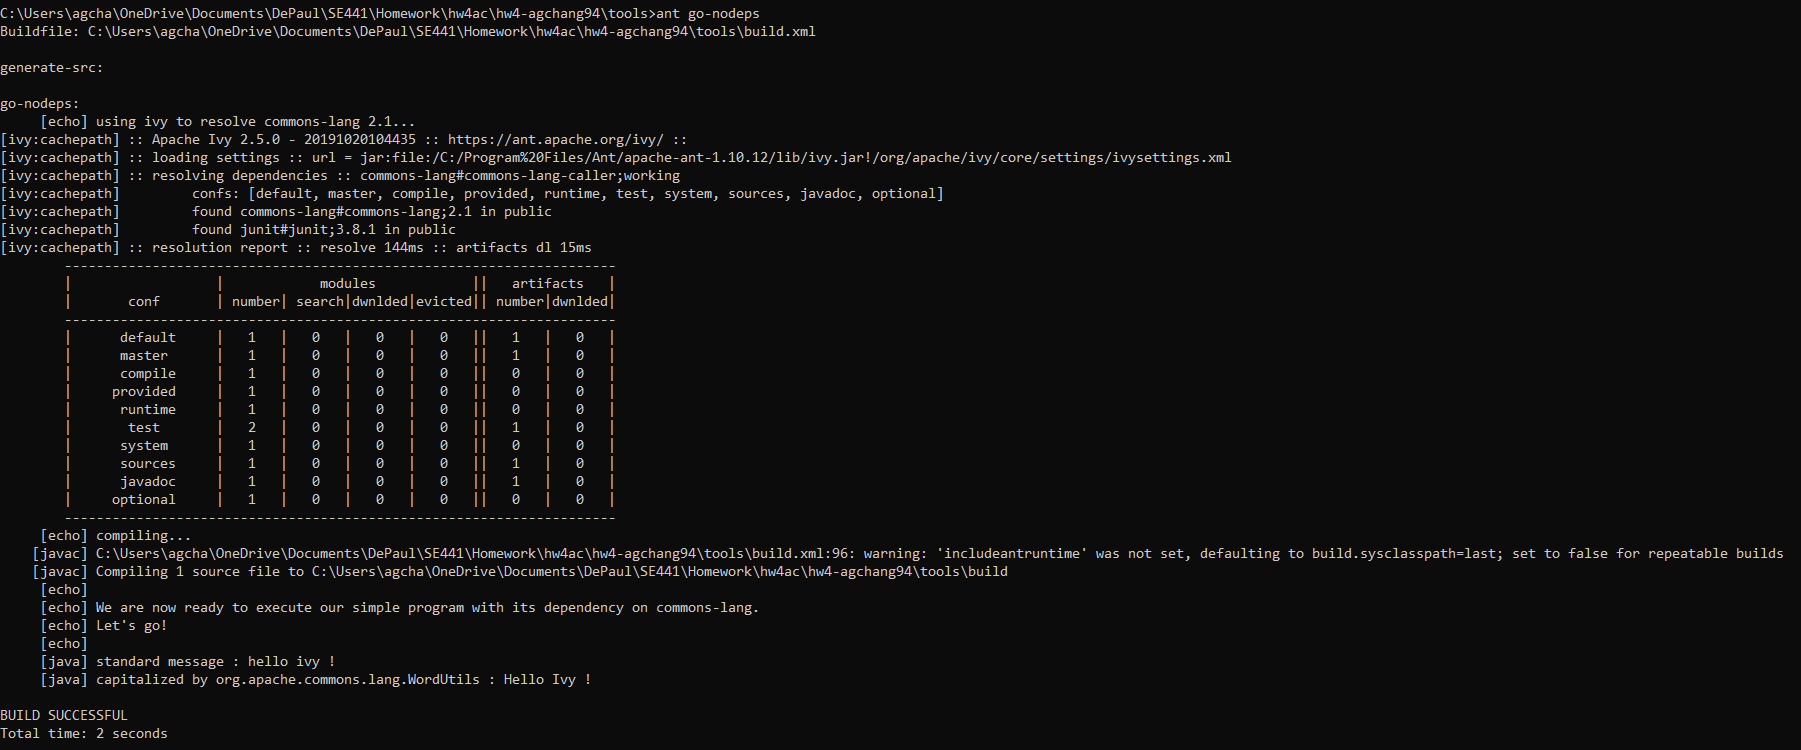 C:\Users\agcha\OneDrive\Documents\DePaul\SE441\Homework\hw4ac\hw4-agchang94\tools>ant go-nodeps
Buildfile: C:\Users\agcha\OneDrive\Documents\DePaul\SE441\Homework\hw4ac\hw4-agchang94\tools\build.xml

generate-src:

go-nodeps:
     [echo] using ivy to resolve commons-lang 2.1...
[ivy:cachepath] :: Apache Ivy 2.5.0 - 20191020104435 :: https://ant.apache.org/ivy/ ::
[ivy:cachepath] :: loading settings :: url = jar:file:/C:/Program%20Files/Ant/apache-ant-1.10.12/lib/ivy.jar!/org/apache/ivy/core/settings/ivysettings.xml
[ivy:cachepath] :: resolving dependencies :: commons-lang#commons-lang-caller;working
[ivy:cachepath]         confs: [default, master, compile, provided, runtime, test, system, sources, javadoc, optional]
[ivy:cachepath]         found commons-lang#commons-lang;2.1 in public
[ivy:cachepath]         found junit#junit;3.8.1 in public
[ivy:cachepath] :: resolution report :: resolve 144ms :: artifacts dl 15ms
        ---------------------------------------------------------------------
        |                  |            modules            ||   artifacts   |
        |       conf       | number| search|dwnlded|evicted|| number|dwnlded|
        ---------------------------------------------------------------------
        |      default     |   1   |   0   |   0   |   0   ||   1   |   0   |
        |      master      |   1   |   0   |   0   |   0   ||   1   |   0   |
        |      compile     |   1   |   0   |   0   |   0   ||   0   |   0   |
        |     provided     |   1   |   0   |   0   |   0   ||   0   |   0   |
        |      runtime     |   1   |   0   |   0   |   0   ||   0   |   0   |
        |       test       |   2   |   0   |   0   |   0   ||   1   |   0   |
        |      system      |   1   |   0   |   0   |   0   ||   0   |   0   |
        |      sources     |   1   |   0   |   0   |   0   ||   1   |   0   |
        |      javadoc     |   1   |   0   |   0   |   0   ||   1   |   0   |
        |     optional     |   1   |   0   |   0   |   0   ||   0   |   0   |
        ---------------------------------------------------------------------
     [echo] compiling...
    [javac] C:\Users\agcha\OneDrive\Documents\DePaul\SE441\Homework\hw4ac\hw4-agchang94\tools\build.xml:96: warning: 'includeantruntime' was not set, defaulting to build.sysclasspath=last; set to false for repeatable builds
    [javac] Compiling 1 source file to C:\Users\agcha\OneDrive\Documents\DePaul\SE441\Homework\hw4ac\hw4-agchang94\tools\build
     [echo]
     [echo] We are now ready to execute our simple program with its dependency on commons-lang.
     [echo] Let's go!
     [echo]
     [java] standard message : hello ivy !
     [java] capitalized by org.apache.commons.lang.WordUtils : Hello Ivy !

BUILD SUCCESSFUL
Total time: 2 seconds